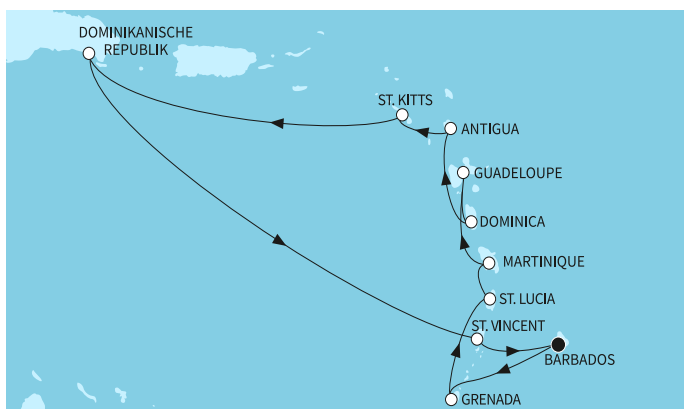 DOMINIKANISCHE
REPUBLIK
ST. KITTS
ANTIGUA
GUADELOUPE
DOMINICA
MARTINIQUE
ST. LUCIA
ST. VINCENT
BARBADOS
GRENADA